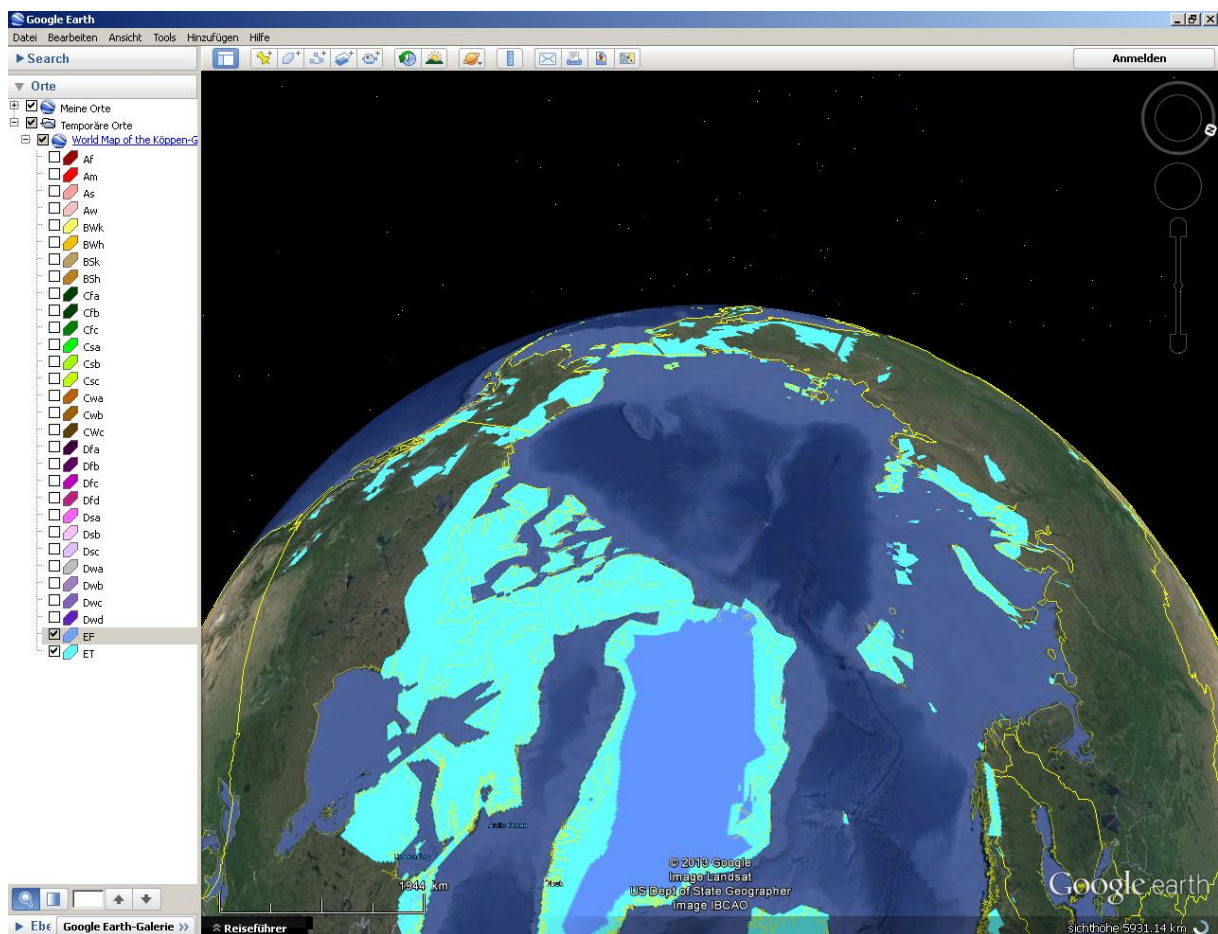 Google Earth
Datei Bearbeiten Ansicht Tools Hinzufügen Hilfe
Search
Anmelden
Orte
Meine Orte
Temporäre Orte
World Map of the Köppen-G
Af
Am
As
Aw
BWk
BWh
BSk
BSh
Cfa
Cfb
Cfc
Csa
Csb
Csc
Cwa
Cwb
CWc
Dfa
Dfb
Dfc
Dfd
Dsa
Dsb
Dsc
Dwa
Dwb
Dwc
Dwd
EF
ET
N
Nuuk
1944 km
© 2013 Google
Image Landsat
US Dept of State Geographer
Image IBCAO
Google earth
Ebe
Google Earth-Galerie >>
Reiseführer
sichthöhe 5931.14 km